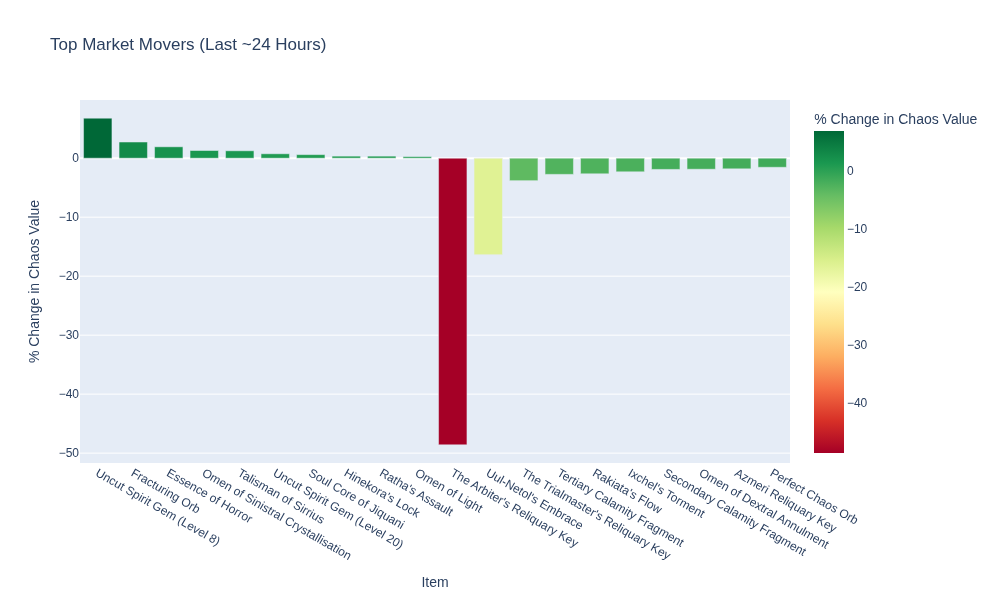 Top Market Movers (Last ~24 Hours)
% Change in Chaos Value
0
−10
−20
−30
−40
−50
% Change in Chaos Value
0
−10
−20
−30
−40
Uncut Spirit Gem (Level 8)
Fracturing Orb
Essence of Horror
Omen of Sinistral Crystallisation
Talisman of Sirrius
Uncut Spirit Gem (Level 20)
Soul Core of Jiquani
Hinekora's Lock
Ratha's Assault
Omen of Light
The Arbiter's Reliquary Key
Uul-Netol's Embrace
The Trialmaster's Reliquary Key
Tertiary Calamity Fragment
Rakiata's Flow
Ixchel's Torment
Secondary Calamity Fragment
Omen of Dextral Annulment
Azmeri Reliquary Key
Perfect Chaos Orb
Item